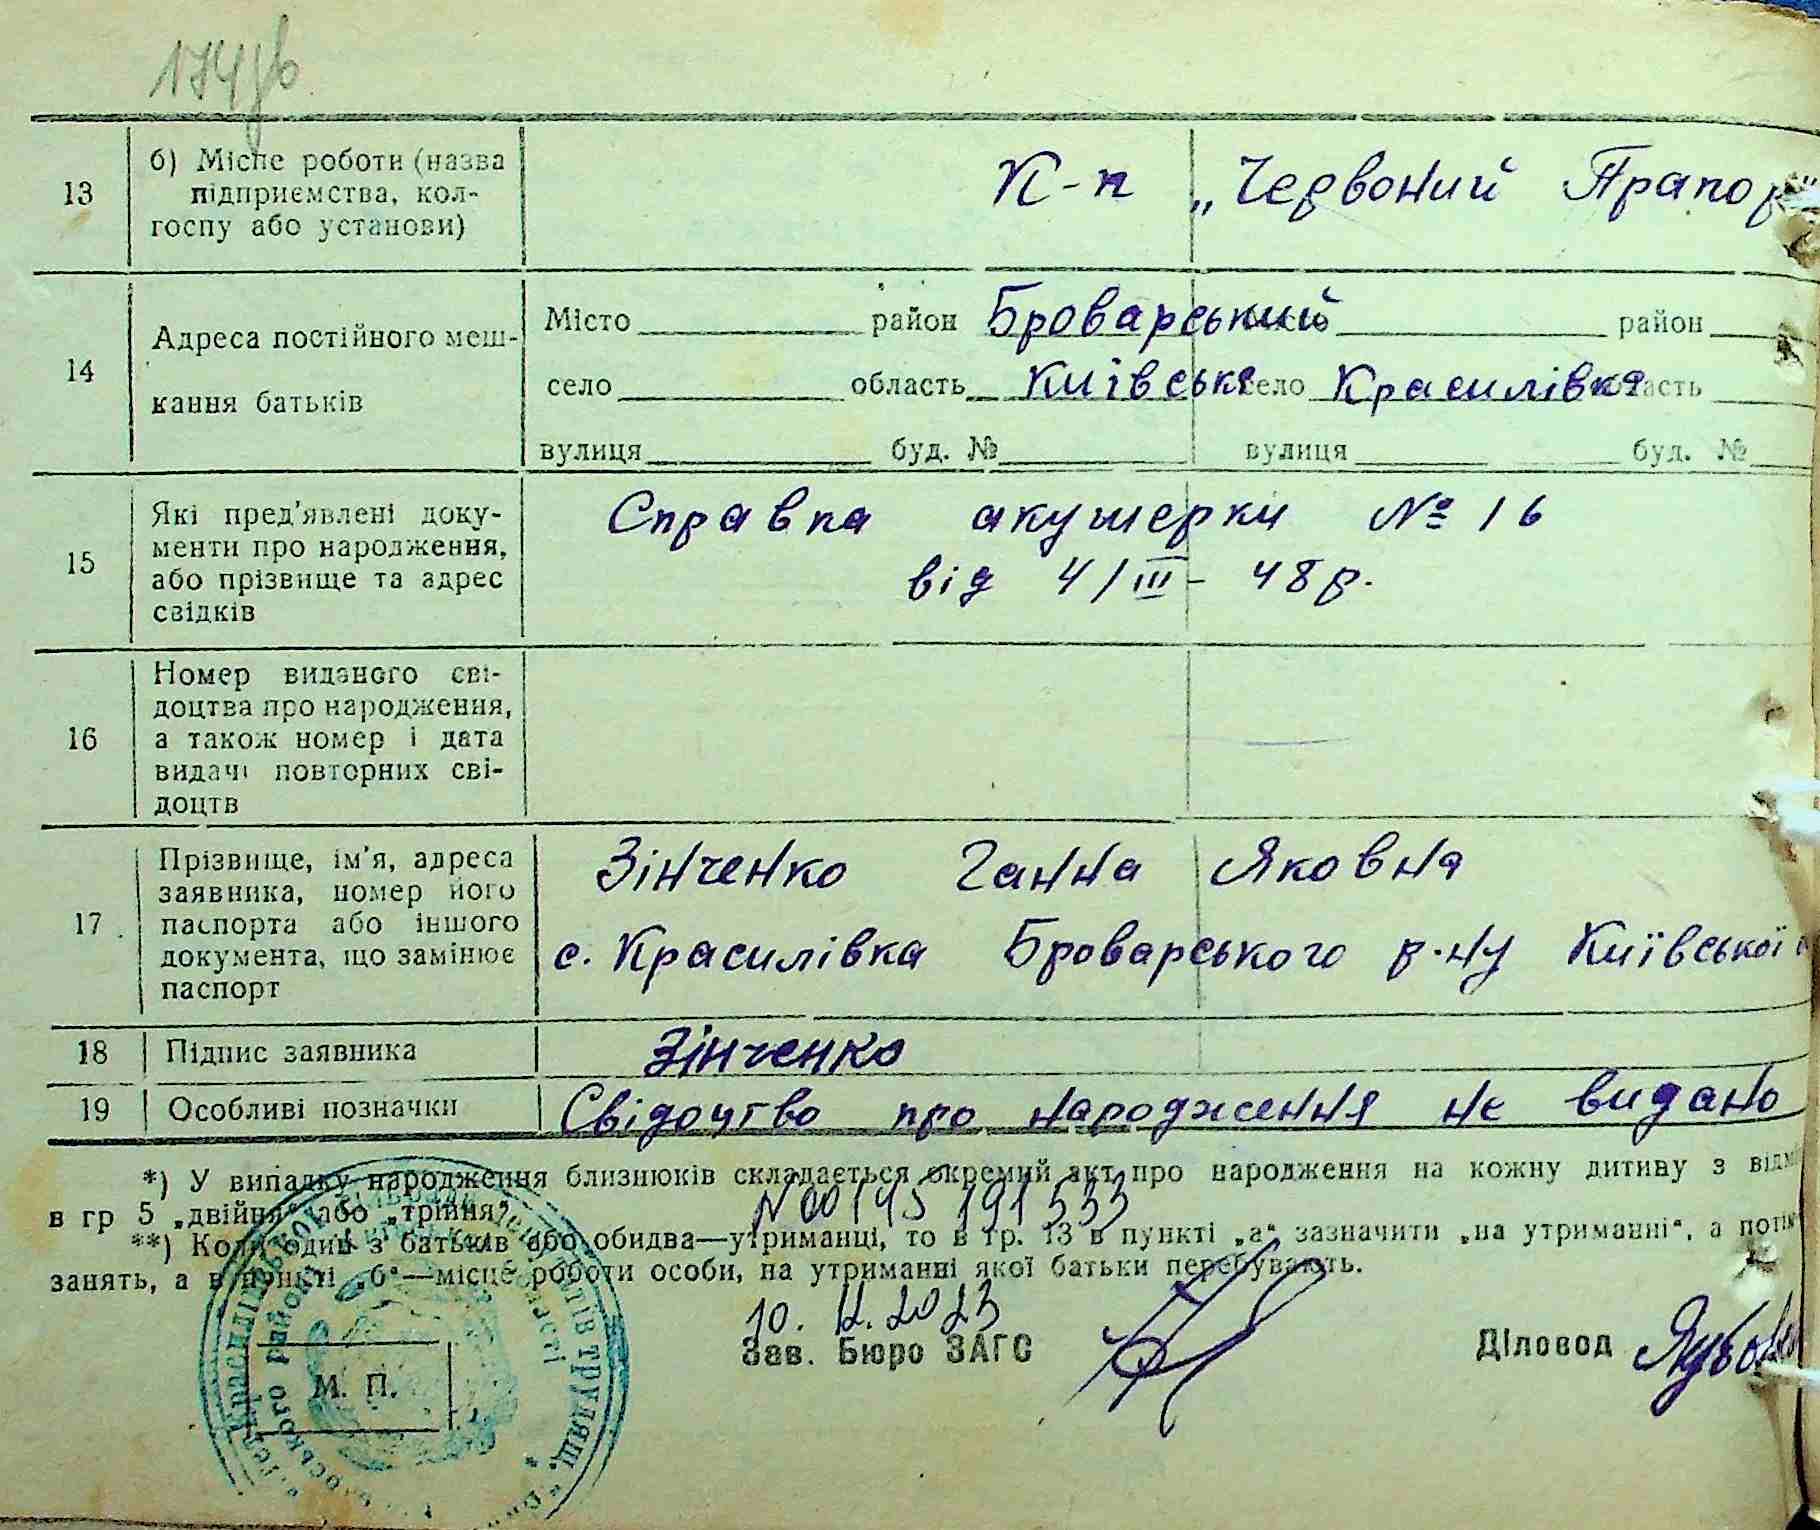 174зв
13 б) Місце роботи (назва
підприємства, кол-
госпу або установи)
К-п „Червоний Прапор"
14 Адреса постійного меш-
кання батьків
Місто район Броварський район
село область Київська село Красилівка область
вулиця буд. № вулиця буд. №
15 Які пред'явлені доку-
менти про народження,
або прізвище та адрес
свідків
Справка акушерки № 16
від 4/III - 48 р.
16 Номер виданого сві-
доцтва про народження,
а також номер і дата
видачі повторних сві-
доцтв
17 Прізвище, ім'я, адреса
заявника, номер його
паспорта або іншого
документа, що замінює
паспорт
Зінченко Ганна Яковна
с. Красилівка Броварського р-ну Київської
18 Підпис заявника Зінченко
19 Особливі позначки Свідоцтво про народження не видано
*) У випадку народження близнюків складається окремий акт про народження на кожну дитину з
N00145191533
в гр 5 „двійня" або „трійня"
**) Коли один з батьків або обидва—утриманці, то в гр. 13 в пункті „а" зазначити „на утриманні", а
занять, а в пункті „б"—місце роботи особи, на утриманні якої батьки перебувають.
10. 2023
Зав. Бюро ЗАГС Діловод
М. П.